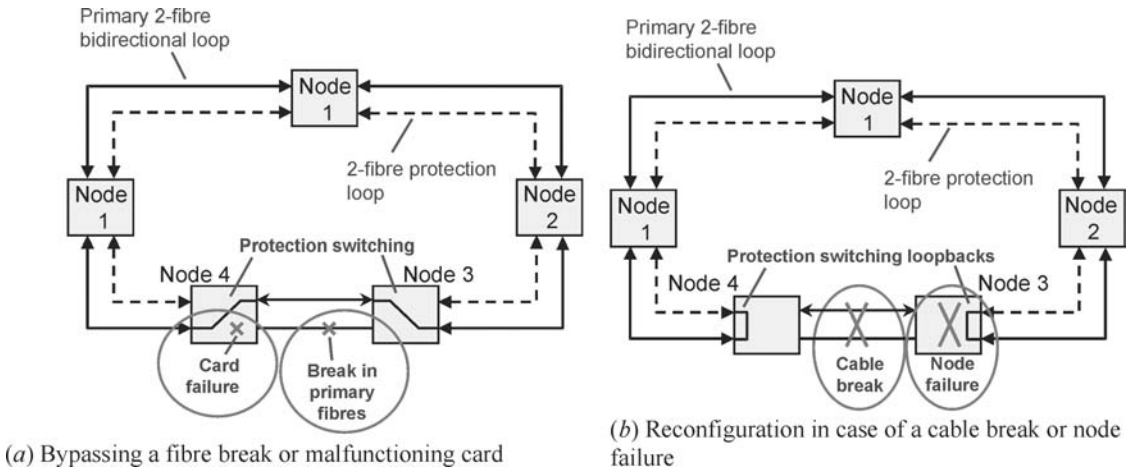 Primary 2-fibre
bidirectional loop
Node
1
2-fibre protection
loop
Node
1
Node
2
Protection switching
Node 4
Node 3
Card
failure
Break in
primary
fibres
(a) Bypassing a fibre break or malfunctioning card
Primary 2-fibre
bidirectional loop
Node
1
2-fibre protection
loop
Node
1
Node
2
Protection switching loopbacks
Node 4
Node 3
Cable
break
Node
failure
(b) Reconfiguration in case of a cable break or node
failure